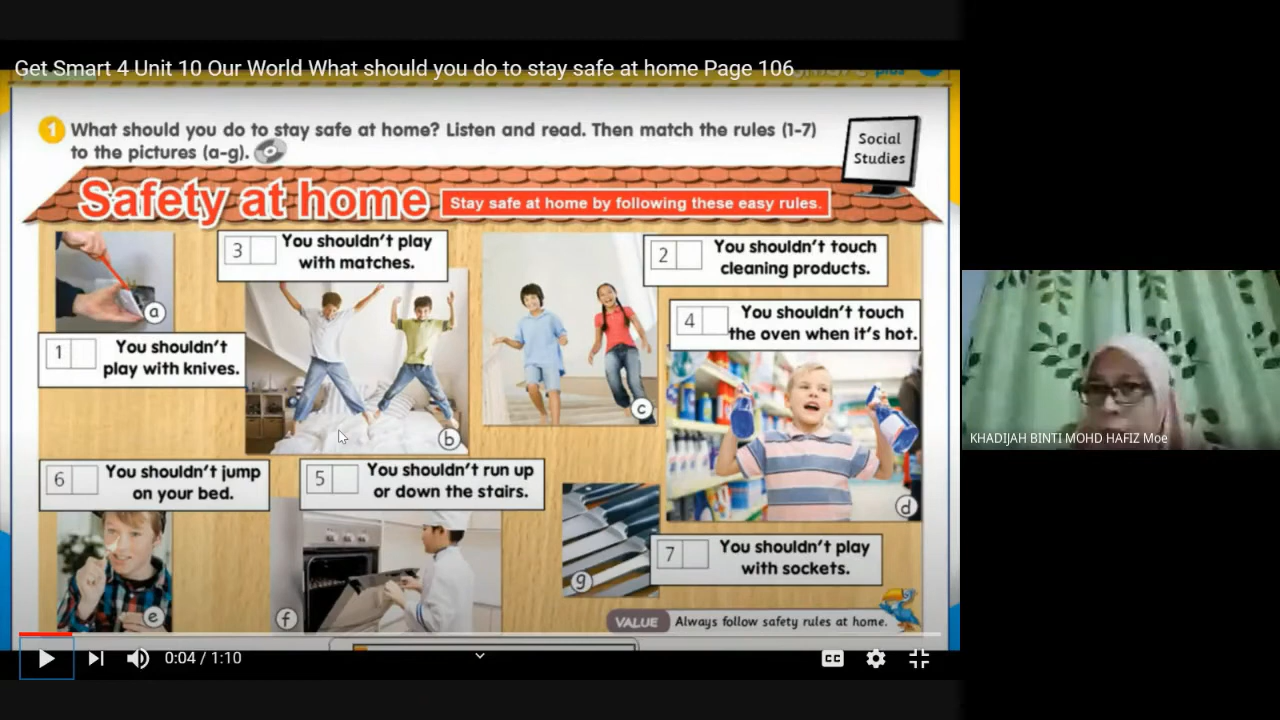 Get Smart 4 Unit 10 Our World What should you do to stay safe at home Page 106
plus
1 What should you do to stay safe at home? Listen and read. Then match the rules (1-7)
to the pictures (a-g).
Social
Studies
Safety at home
Stay safe at home by following these easy rules.
a
3 You shouldn't play
with matches.
2 You shouldn't touch
cleaning products.
4 You shouldn't touch
the oven when it's hot.
1 You shouldn't
play with knives.
b
c
d
6 You shouldn't jump
on your bed.
5 You shouldn't run up
or down the stairs.
7 You shouldn't play
with sockets.
e
f
g
VALUE Always follow safety rules at home.
0:04 / 1:10
CC
KHADIJAH BINTI MOHD HAFIZ Moe